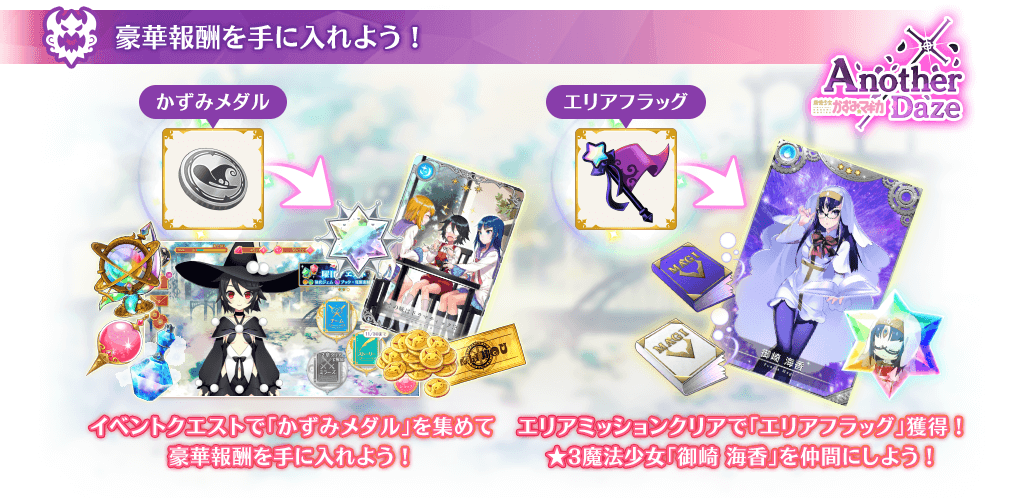 豪華報酬を手に入れよう！
Another
かずみ☆マギカ
Daze
かずみメダル
エリアフラッグ
MAGI
MAGI
御崎 海香
イベントクエストで「かずみメダル」を集めて
豪華報酬を手に入れよう！
エリアミッションクリアで「エリアフラッグ」獲得！
★3魔法少女「御崎 海香」を仲間にしよう！